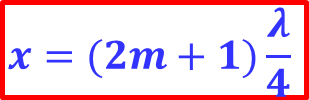 x = (2m + 1) λ/4